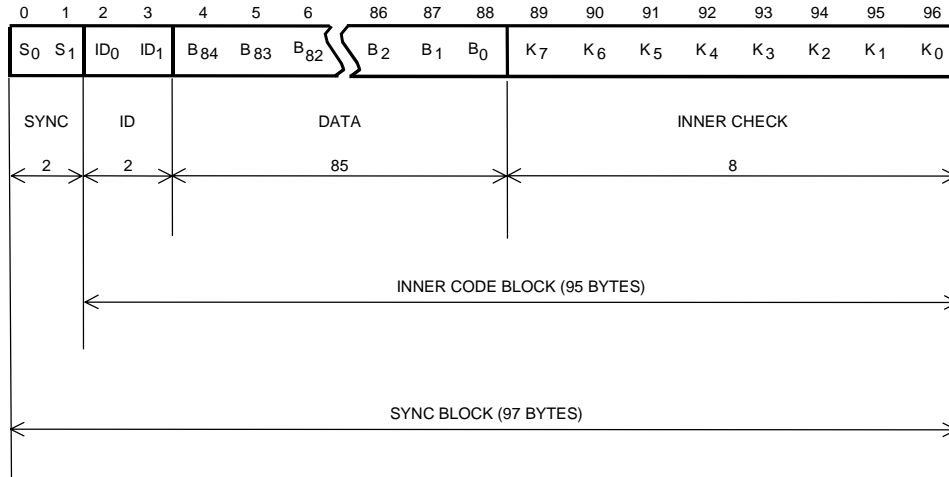 0 1 2 3 4 5 6 86 87 88 89 90 91 92 93 94 95 96
S0 S1 ID0 ID1 B84 B83 B82 B2 B1 B0 K7 K6 K5 K4 K3 K2 K1 K0
SYNC ID DATA INNER CHECK
2 2 85 8
INNER CODE BLOCK (95 BYTES)
SYNC BLOCK (97 BYTES)